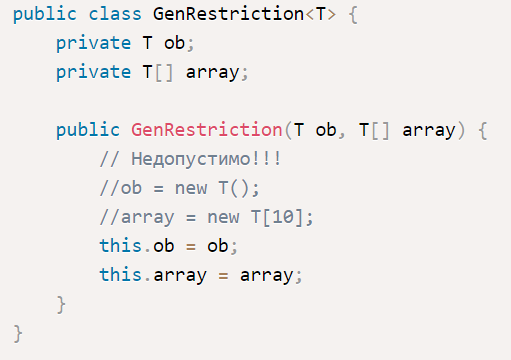 public class GenRestriction<T> {
    private T ob;
    private T[] array;

    public GenRestriction(T ob, T[] array) {
        // Недопустимо!!!
        //ob = new T();
        //array = new T[10];
        this.ob = ob;
        this.array = array;
    }
}